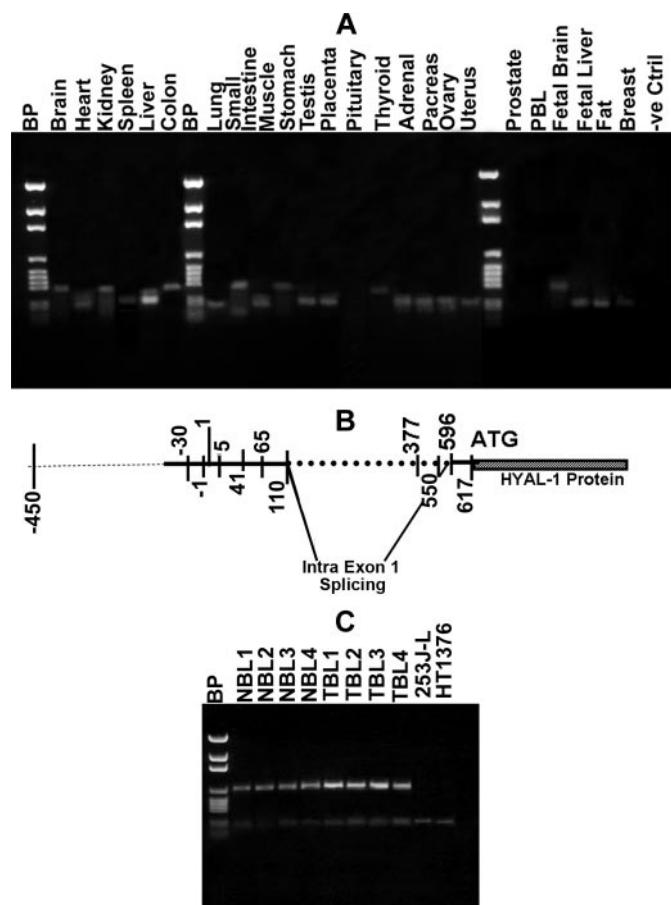 A
BP
Brain
Heart
Kidney
Spleen
Liver
Colon
BP
Lung
Small
Intestine
Muscle
Stomach
Testis
Placenta
Pituitary
Thyroid
Adrenal
Pacreas
Ovary
Uterus
Prostate
PBL
Fetal Brain
Fetal Liver
Fat
Breast
-ve Ctril
B
-450
-30
-1
1
5
41
65
110
377
550
596
617
ATG
HYAL-1 Protein
Intra Exon 1
Splicing
C
BP
NBL1
NBL2
NBL3
NBL4
TBL1
TBL2
TBL3
TBL4
253J-L
HT1376